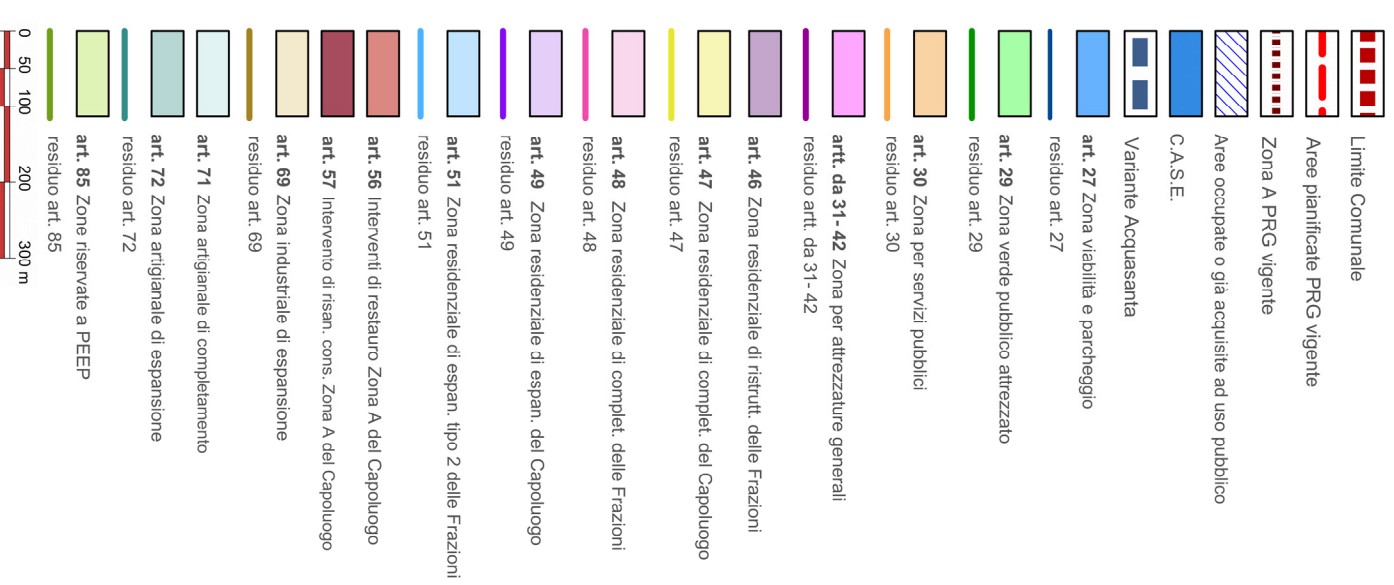 Limite Comunale
Aree pianificate PRG vigente
Zona A PRG vigente
Aree occupate o già acquisite ad uso pubblico
C.A.S.E.
Variante Acquasanta
art. 27 Zona viabilità e parcheggio
residuo art. 27
art. 29 Zona verde pubblico attrezzato
residuo art. 29
art. 30 Zona per servizi pubblici
residuo art. 30
artt. da 31- 42 Zona per attrezzature generali
residuo artt. da 31- 42
art. 46 Zona residenziale di ristrutt. delle Frazioni
art. 47 Zona residenziale di complet. del Capoluogo
residuo art. 47
art. 48 Zona residenziale di complet. delle Frazioni
residuo art. 48
art. 49 Zona residenziale di espan. del Capoluogo
residuo art. 49
art. 51 Zona residenziale di espan. tipo 2 delle Frazioni
residuo art. 51
art. 56 Interventi di restauro Zona A del Capoluogo
art. 57 Intervento di risan. cons. Zona A del Capoluogo
art. 69 Zona industriale di espansione
residuo art. 69
art. 71 Zona artigianale di completamento
art. 72 Zona artigianale di espansione
residuo art. 72
art. 85 Zone riservate a PEEP
residuo art. 85
0 50 100 200 300 m